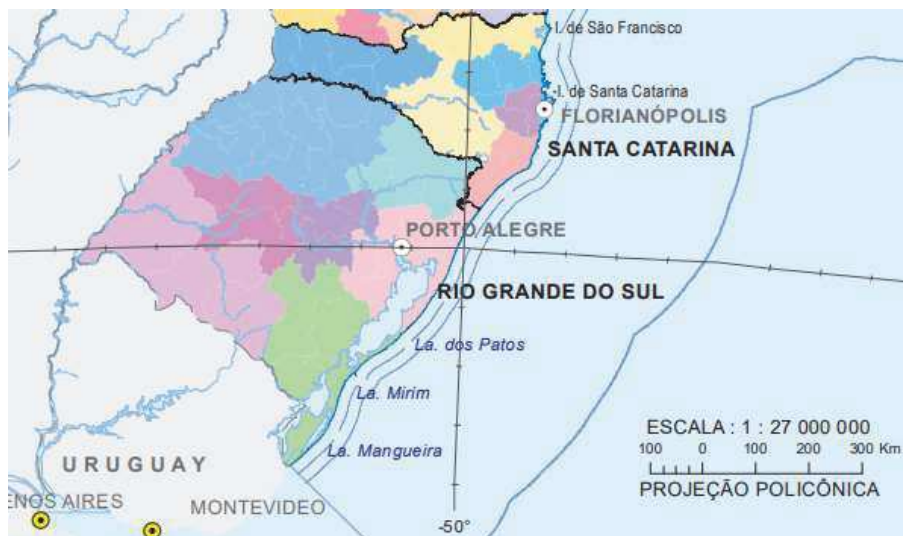 I. de São Francisco
I. de Santa Catarina
FLORIANÓPOLIS
SANTA CATARINA
PORTO ALEGRE
RIO GRANDE DO SUL
La. dos Patos
La. Mirim
ESCALA : 1 : 27 000 000
100 0 100 200 300 Km
La. Mangueira
URUGUAY
PROJEÇÃO POLICÔNICA
ENOS AIRES
MONTEVIDEO
-50°